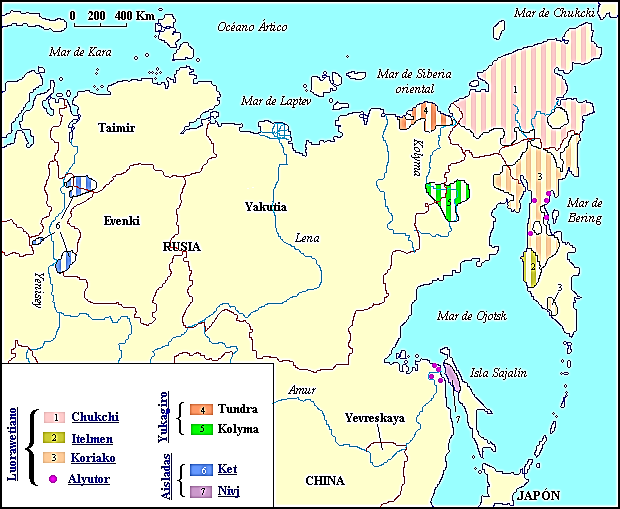 0 200 400 Km
Océano Ártico
Mar de Chukchi
Mar de Kara
Mar de Siberia
oriental
Mar de Laptev
1
4
Taimir
Kolyma
3
5
Mar de
Bering
Evenki
Yakutia
6
RUSIA
Lena
2
3
Yenisey
Mar de Ojotsk
Isla Sajalín
Amur
7
Yevreskaya
CHINA
JAPÓN
Luorawetiano
1 Chukchi
2 Itelmen
3 Koriako
Alyutor
Yukagiro
4 Tundra
5 Kolyma
Aisladas
6 Ket
7 Nivj